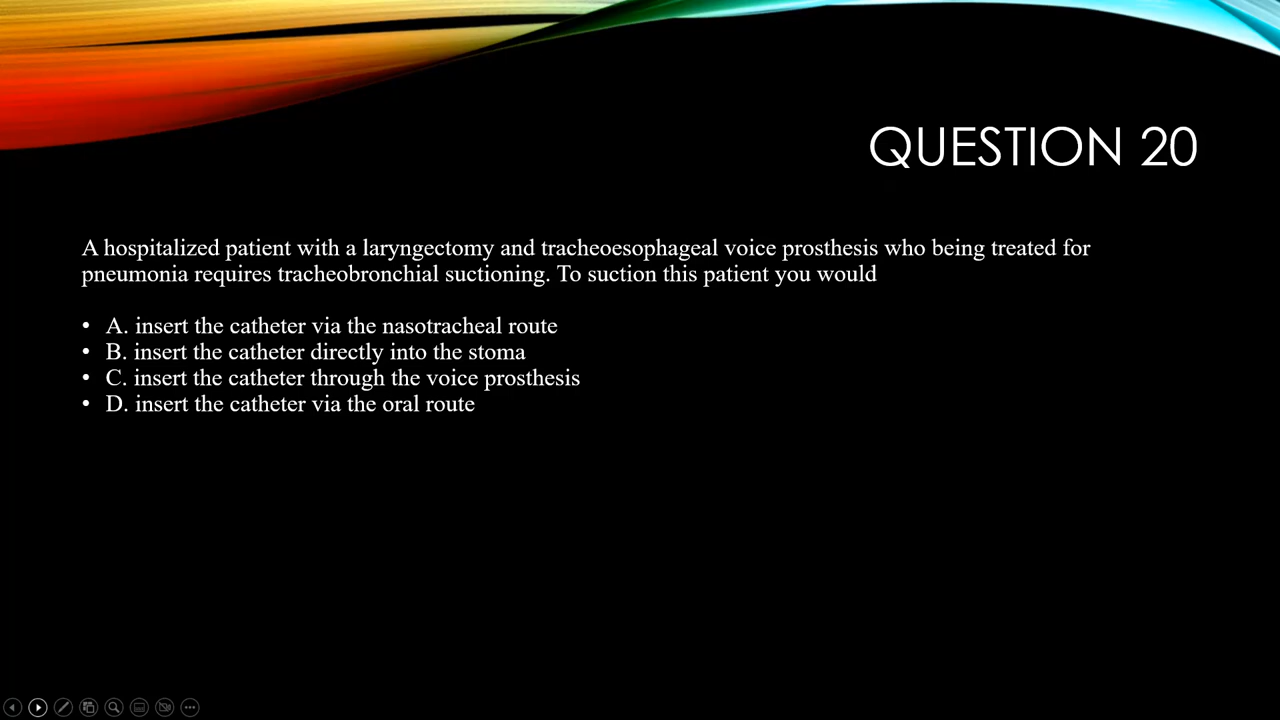 QUESTION 20
A hospitalized patient with a laryngectomy and tracheoesophageal voice prosthesis who being treated for
pneumonia requires tracheobronchial suctioning. To suction this patient you would
• A. insert the catheter via the nasotracheal route
• B. insert the catheter directly into the stoma
• C. insert the catheter through the voice prosthesis
• D. insert the catheter via the oral route